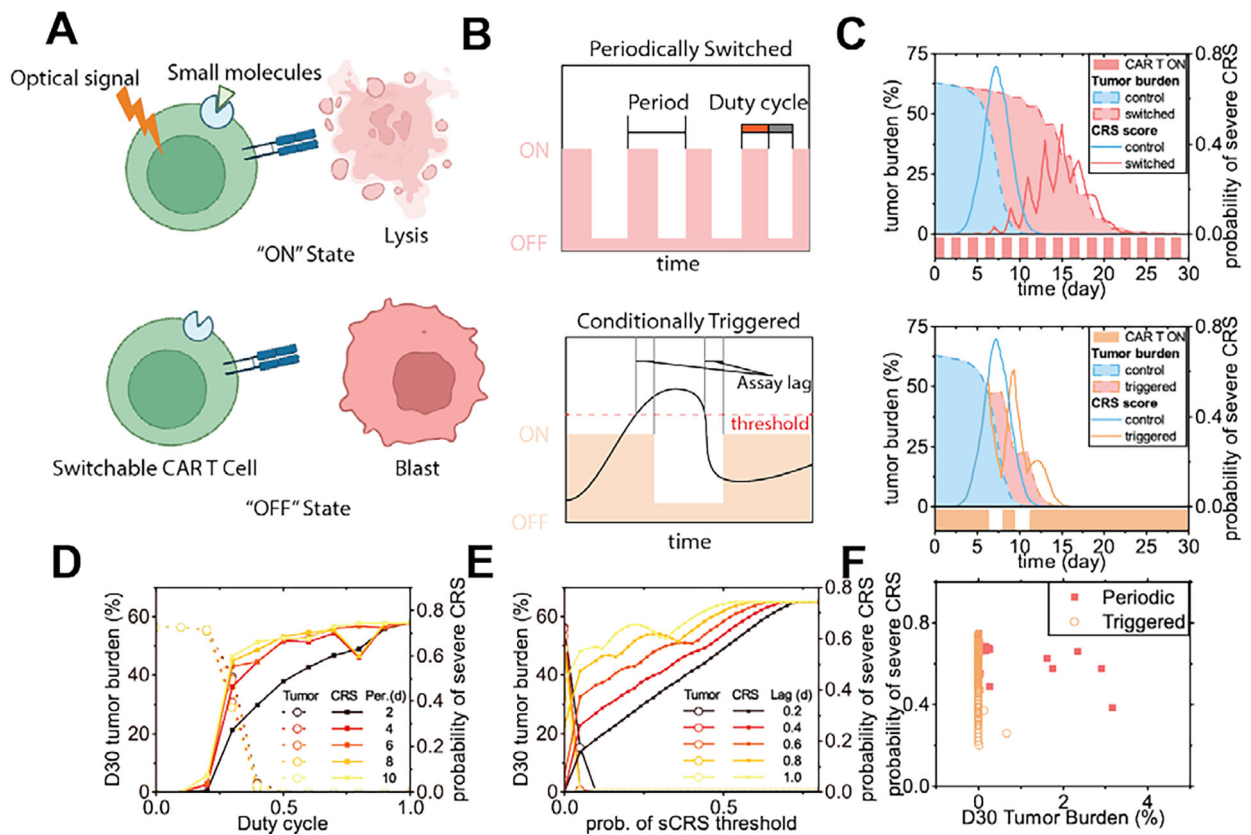 A
Optical signal
Small molecules
"ON" State
Lysis
Switchable CAR T Cell
Blast
"OFF" State
B
Periodically Switched
Period
Duty cycle
ON
OFF
time
Conditionally Triggered
Assay lag
threshold
ON
OFF
time
C
tumor burden (%)
75
50
25
0
0.8
0.4
0.0
probability of severe CRS
CAR T ON
Tumor burden
control
switched
CRS score
control
switched
0 5 10 15 20 25 30
time (day)
tumor burden (%)
75
50
25
0
0.8
0.4
0.0
probability of severe CRS
CAR T ON
Tumor burden
control
triggered
CRS score
control
triggered
0 5 10 15 20 25 30
time (day)
D
D30 tumor burden (%)
60
40
20
0
0.8
0.6
0.4
0.2
0.0
probability of severe CRS
Tumor CRS Per.(d)
2
4
6
8
10
0.0 0.5 1.0
Duty cycle
E
D30 tumor burden (%)
60
40
20
0
0.8
0.6
0.4
0.2
0.0
probability of severe CRS
Tumor CRS Lag (d)
0.2
0.4
0.6
0.8
1.0
0.0 0.5
prob. of sCRS threshold
F
probability of severe CRS
0.8
0.6
0.4
0.2
0.0
Periodic
Triggered
0 2 4
D30 Tumor Burden (%)